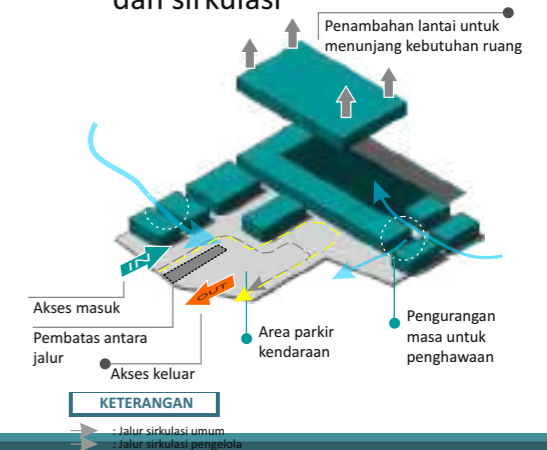 dan sirkulasi
Penambahan lantai untuk
menunjang kebutuhan ruang
IN
OUT
Akses masuk
Pembatas antara
jalur
Akses keluar
Area parkir
kendaraan
Pengurangan
masa untuk
penghawaan
KETERANGAN
: Jalur sirkulasi umum
: Jalur sirkulasi pengelola